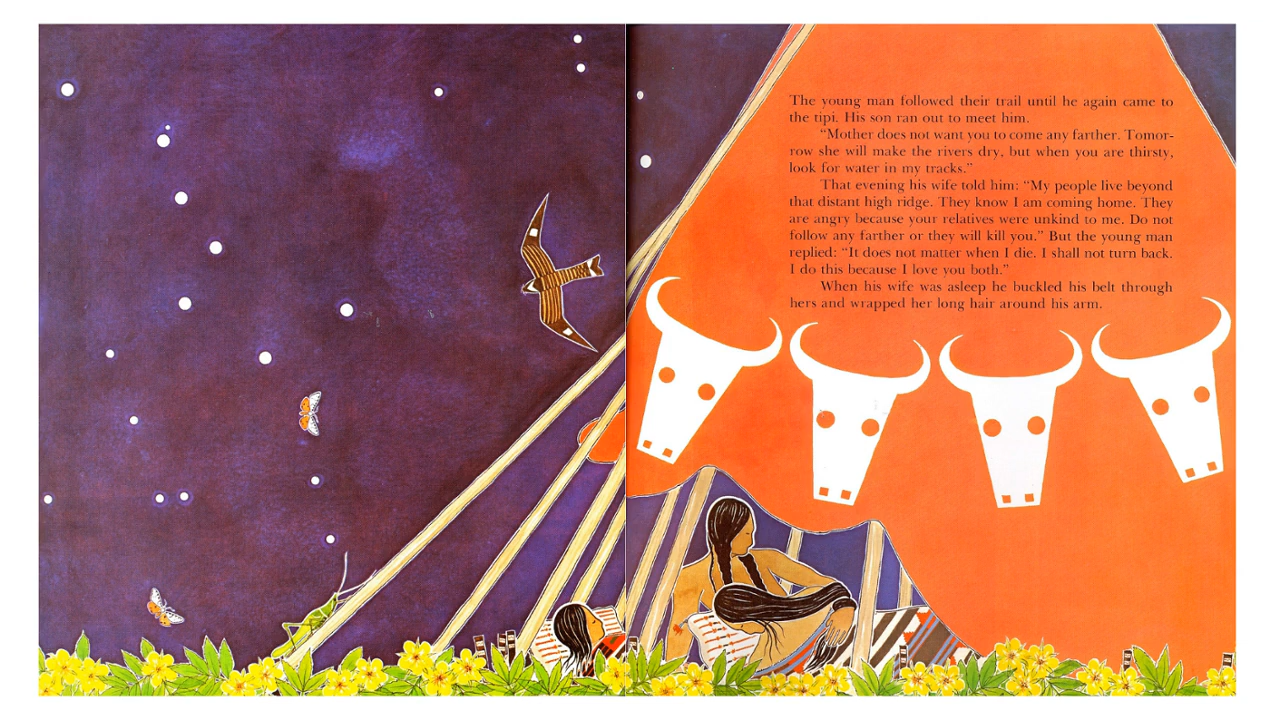 The young man followed their trail until he again came to
the tipi. His son ran out to meet him.
“Mother does not want you to come any farther. Tomor-
row she will make the rivers dry, but when you are thirsty,
look for water in my tracks.”
That evening his wife told him: “My people live beyond
that distant high ridge. They know I am coming home. They
are angry because your relatives were unkind to me. Do not
follow any farther or they will kill you.” But the young man
replied: “It does not matter when I die. I shall not turn back.
I do this because I love you both.”
When his wife was asleep he buckled his belt through
hers and wrapped her long hair around his arm.